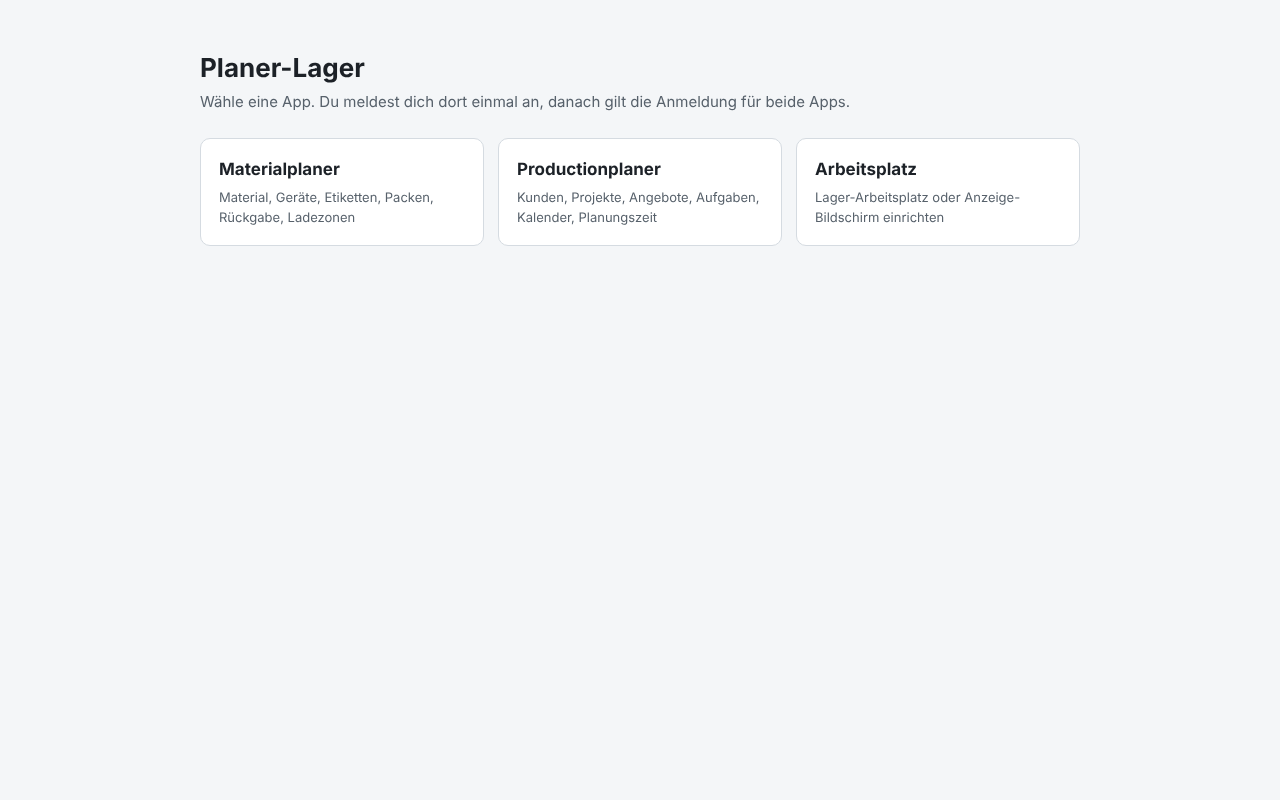 Planer-Lager
Wähle eine App. Du meldest dich dort einmal an, danach gilt die Anmeldung für beide Apps.
Materialplaner
Material, Geräte, Etiketten, Packen,
Rückgabe, Ladezonen
Productionplaner
Kunden, Projekte, Angebote, Aufgaben,
Kalender, Planungszeit
Arbeitsplatz
Lager-Arbeitsplatz oder Anzeige-
Bildschirm einrichten